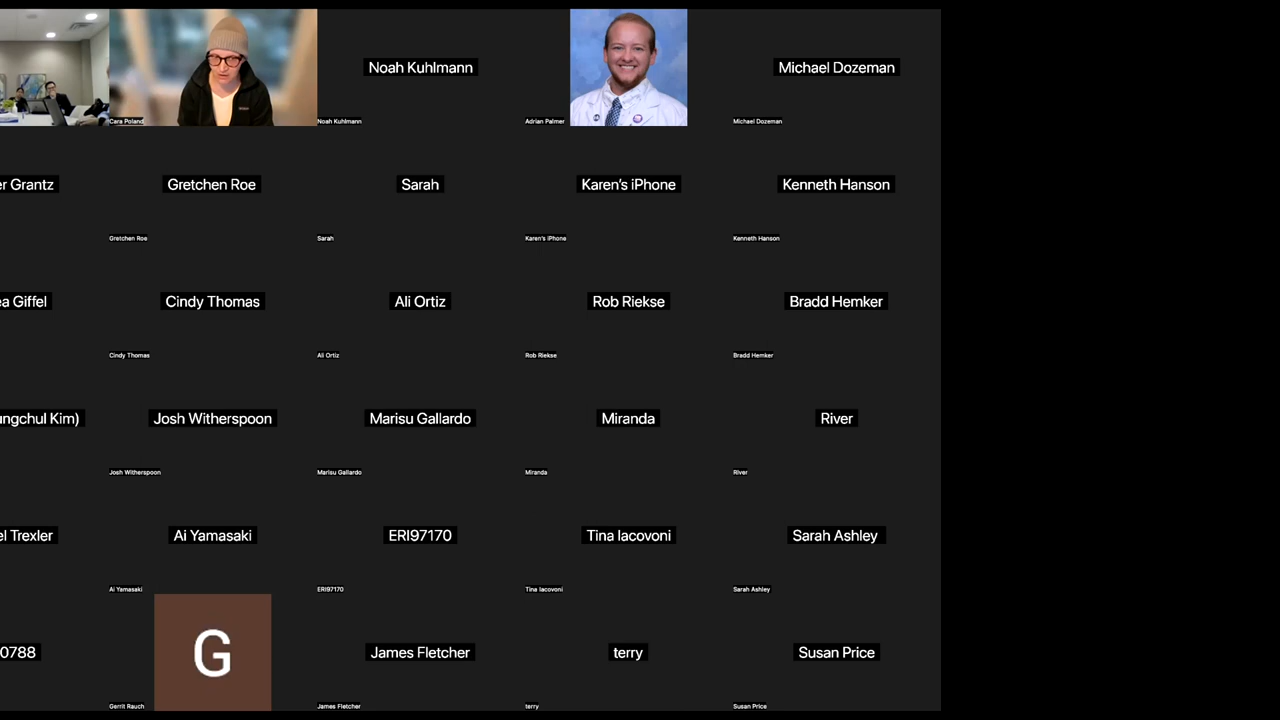 Noah Kuhlmann
Michael Dozeman
Cara Poland
Noah Kuhlmann
Adrian Palmer
Michael Dozeman
er Grantz
Gretchen Roe
Sarah
Karen's iPhone
Kenneth Hanson
Gretchen Roe
Sarah
Karen's iPhone
Kenneth Hanson
ea Giffel
Cindy Thomas
Ali Ortiz
Rob Riekse
Bradd Hemker
Cindy Thomas
Ali Ortiz
Rob Riekse
Bradd Hemker
ungchul Kim)
Josh Witherspoon
Marisu Gallardo
Miranda
River
Josh Witherspoon
Marisu Gallardo
Miranda
River
el Trexler
Ai Yamasaki
ERI97170
Tina Iacovoni
Sarah Ashley
Ai Yamasaki
ERI97170
Tina Iacovoni
Sarah Ashley
0788
G
James Fletcher
terry
Susan Price
Gerrit Rauch
James Fletcher
terry
Susan Price